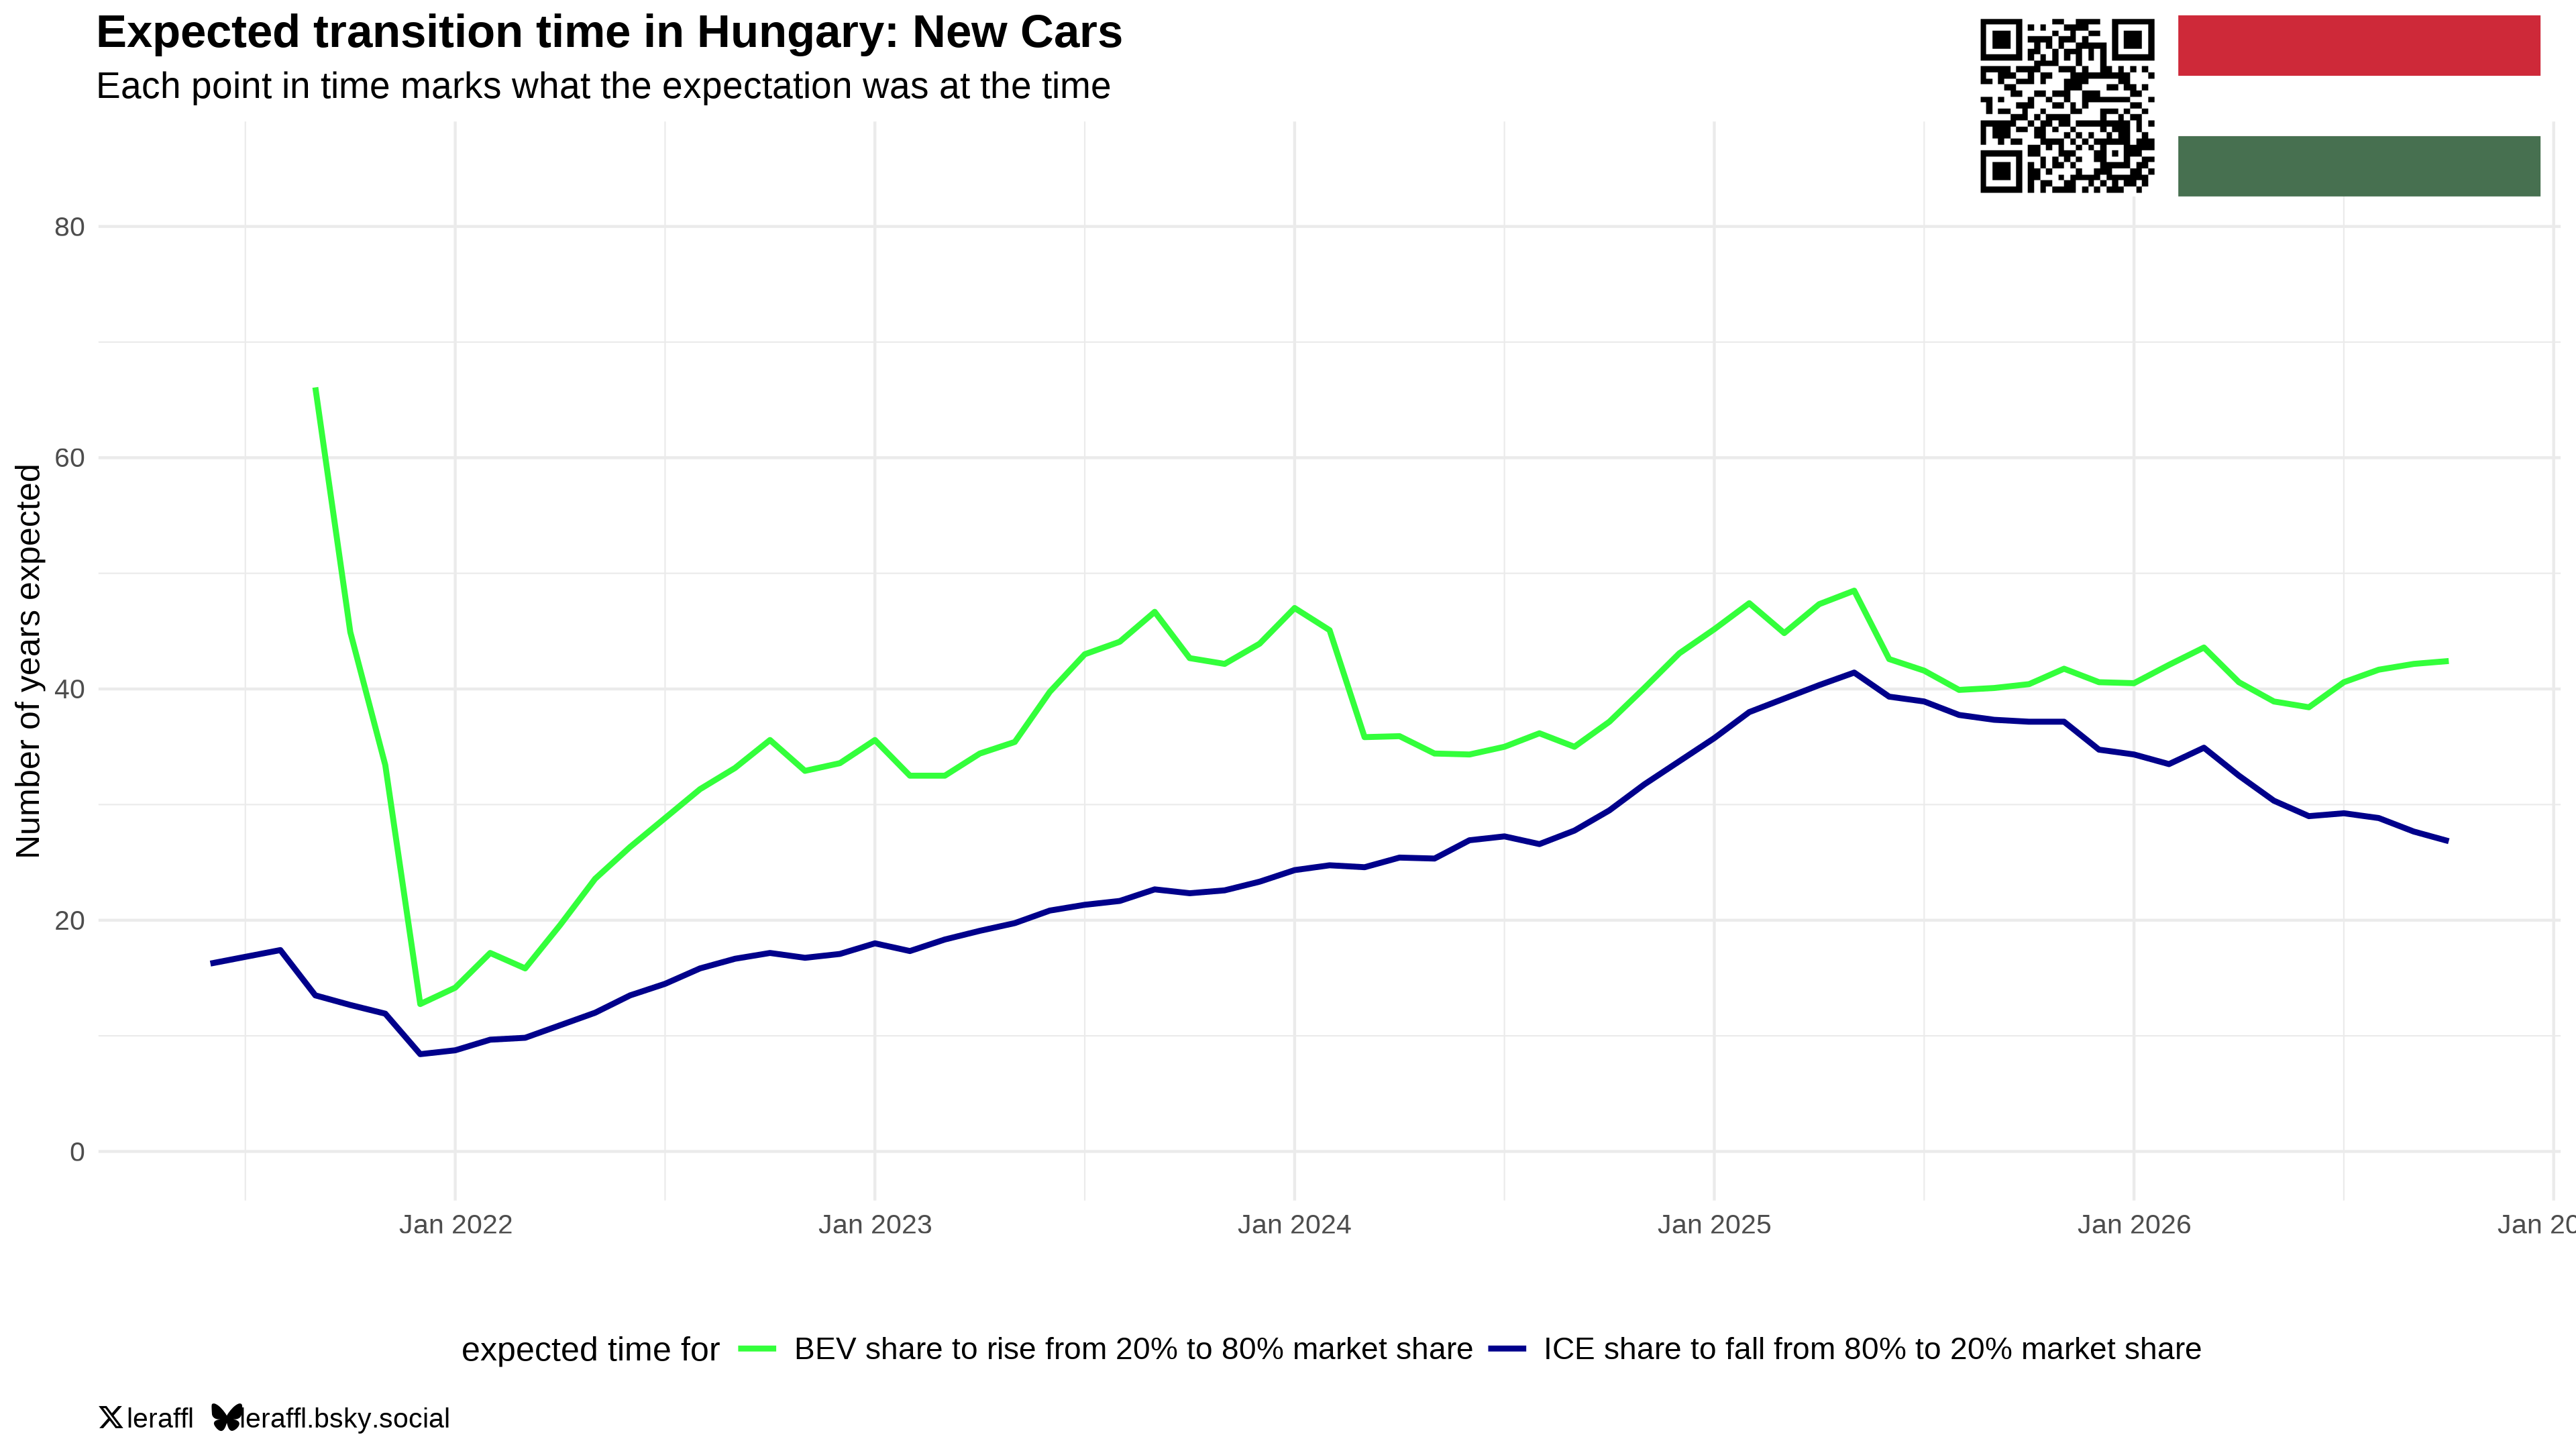 Expected transition time in Hungary: New Cars
Each point in time marks what the expectation was at the time
Number of years expected
80
60
40
20
0
Jan 2022 Jan 2023 Jan 2024 Jan 2025 Jan 2026 Jan 20
expected time for BEV share to rise from 20% to 80% market share ICE share to fall from 80% to 20% market share
leraffl leraffl.bsky.social